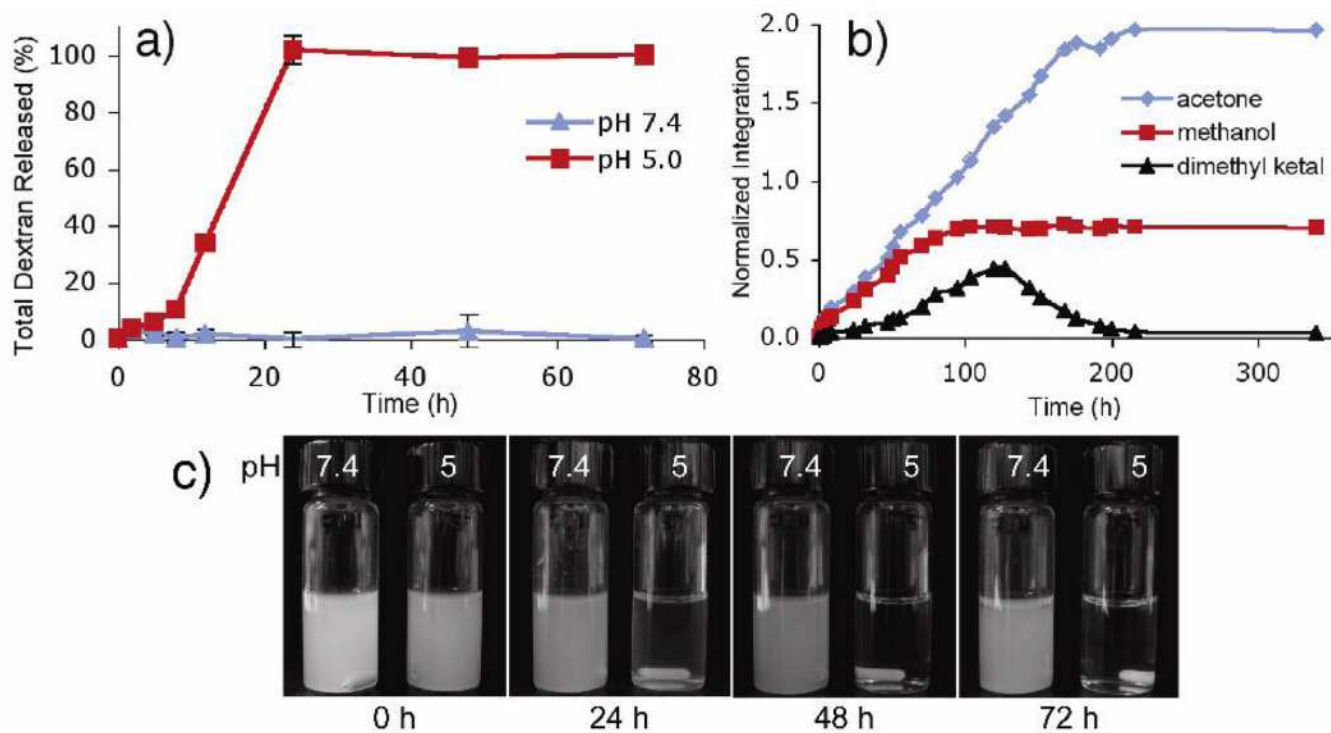 a)
Total Dextran Released (%)
100
80
60
40
20
0
pH 7.4
pH 5.0
0 20 40 60 80
Time (h)
b)
Normalized Integration
2.0
1.5
1.0
0.5
0.0
acetone
methanol
dimethyl ketal
0 100 200 300
Time (h)
c) pH 7.4 5 7.4 5 7.4 5 7.4 5
0 h 24 h 48 h 72 h